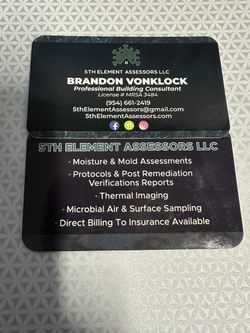 5TH ELEMENT ASSESSORS LLC
BRANDON VONKLOCK
Professional Building Consultant
License # MRSA 3484
(954) 661-2419
5thElementAssessors@gmail.com
5thElementAssessors.com
5TH ELEMENT ASSESSORS LLC
· Moisture & Mold Assessments
· Protocols & Post Remediation
Verifications Reports
· Thermal Imaging
· Microbial Air & Surface Sampling
· Direct Billing To Insurance Available